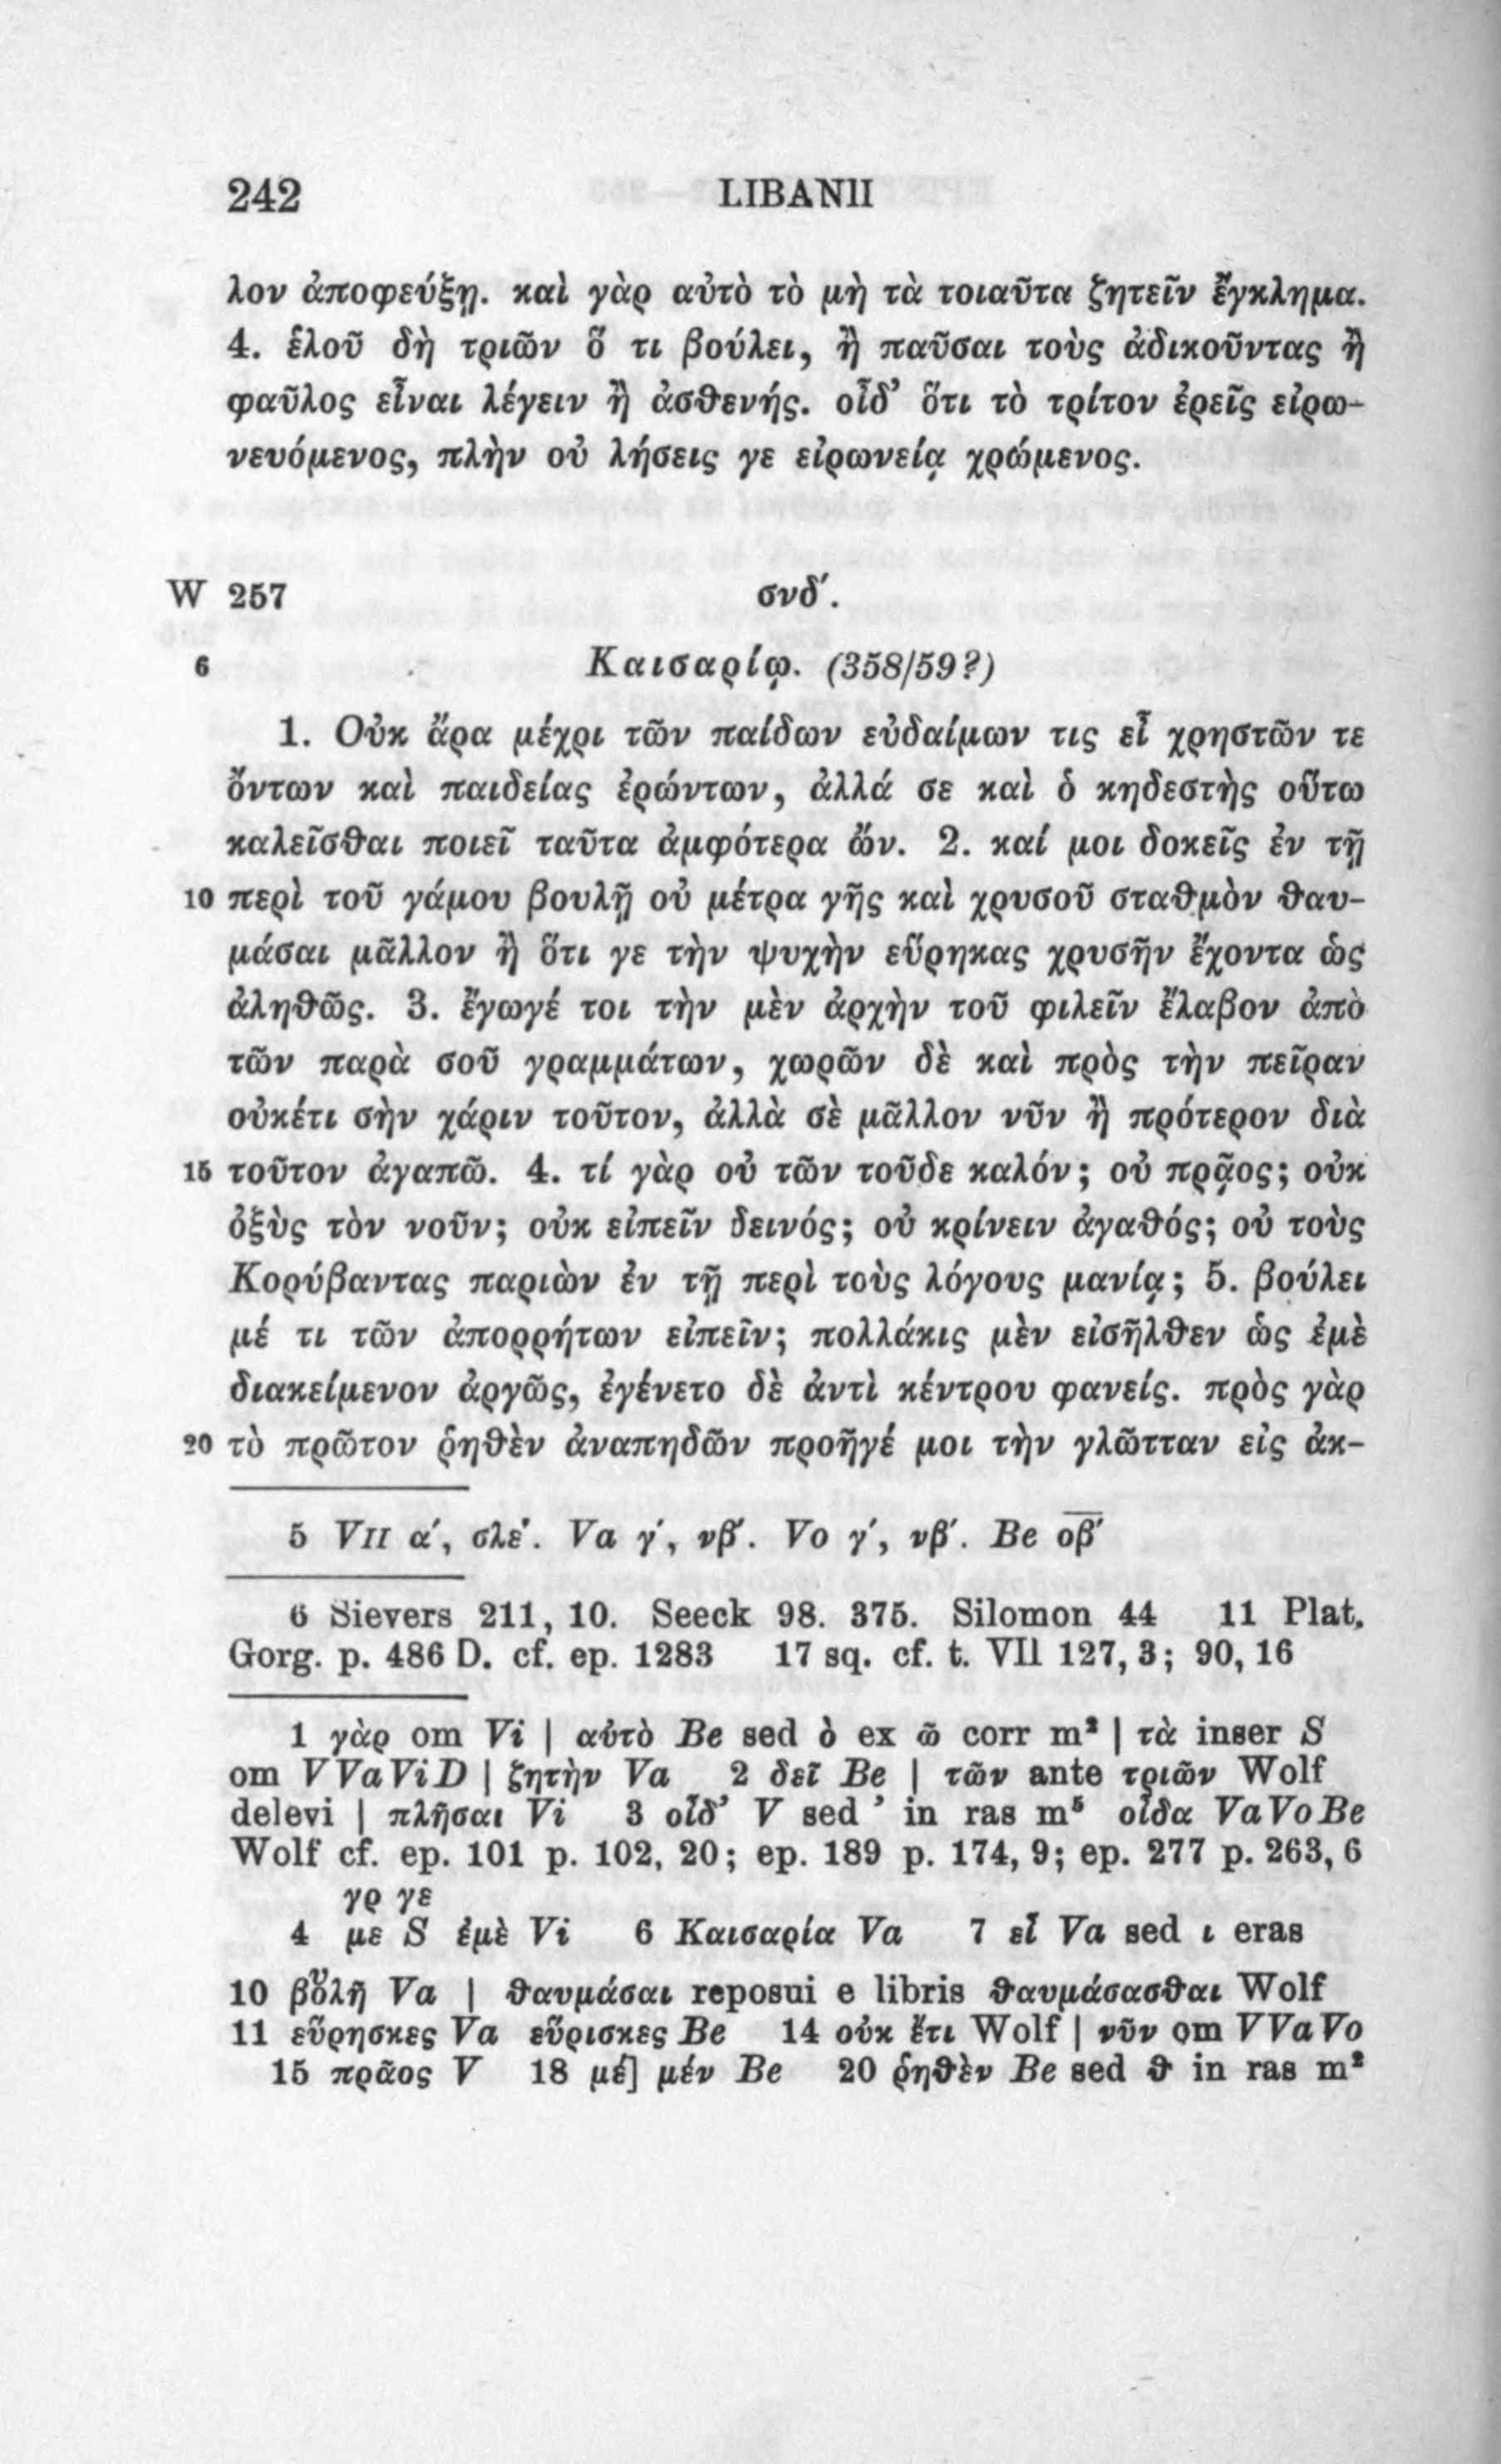 242 LIBANII
λον ἀποφεύξῃ. καὶ γὰρ αὐτὸ τὸ μὴ τὰ τοιαῦτα ζητεῖν ἔγκλημα.
4. ἑλοῦ δὴ τριῶν ὅ τι βούλει, ἢ παῦσαι τοὺς ἀδικοῦντας ἢ
φαῦλος εἶναι λέγειν ἢ ἀσθενής. οἶδ’ ὅτι τὸ τρίτον ἐρεῖς εἰρω-
νευόμενος, πλὴν οὐ λήσεις γε εἰρωνείᾳ χρώμενος.
W 257 σνδ′.
6 Καισαρίῳ. (358/59?)
1. Οὐκ ἄρα μέχρι τῶν παίδων εὐδαίμων τις εἶ χρηστῶν τε
ὄντων καὶ παιδείας ἐρώντων, ἀλλά σε καὶ ὁ κηδεστὴς οὕτω
καλεῖσθαι ποιεῖ ταῦτα ἀμφότερα ὤν. 2. καί μοι δοκεῖς ἐν τῇ
10 περὶ τοῦ γάμου βουλῇ οὐ μέτρα γῆς καὶ χρυσοῦ σταθμὸν θαυ-
μάσαι μᾶλλον ἢ ὅτι γε τὴν ψυχὴν εὕρηκας χρυσῆν ἔχοντα ὡς
ἀληθῶς. 3. ἔγωγέ τοι τὴν μὲν ἀρχὴν τοῦ φιλεῖν ἔλαβον ἀπὸ
τῶν παρὰ σοῦ γραμμάτων, χωρῶν δὲ καὶ πρὸς τὴν πεῖραν
οὐκέτι σὴν χάριν τοῦτον, ἀλλὰ σὲ μᾶλλον νῦν ἢ πρότερον διὰ
15 τοῦτον ἀγαπῶ. 4. τί γὰρ οὐ τῶν τοῦδε καλόν; οὐ πρᾷος; οὐκ
ὀξὺς τὸν νοῦν; οὐκ εἰπεῖν δεινός; οὐ κρίνειν ἀγαθός; οὐ τοὺς
Κορύβαντας παριὼν ἐν τῇ περὶ τοὺς λόγους μανίᾳ; 5. βούλει
μέ τι τῶν ἀπορρήτων εἰπεῖν; πολλάκις μὲν εἰσῆλθεν ὡς ἐμὲ
διακείμενον ἀργῶς, ἐγένετο δὲ ἀντὶ κέντρου φανείς. πρὸς γὰρ
20 τὸ πρῶτον ῥηθὲν ἀναπηδῶν προῆγέ μοι τὴν γλῶτταν εἰς ἀκ-
5 VII α′, σλε′. Va γ′, νβ′. Vo γ′, νβ′. Be οβ′
6 Sievers 211, 10. Seeck 98. 375. Silomon 44 11 Plat.
Gorg. p. 486 D. cf. ep. 1283 17 sq. cf. t. VII 127, 3; 90, 16
1 γὰρ om Vi | αὐτὸ Be sed ὸ ex ῶ corr m² | τὰ inser S
om V Va Vi D | ζητὴν Va 2 δεῖ Be | τῶν ante τριῶν Wolf
delevi | πλῆσαι Vi 3 οἶδ’ V sed ’ in ras m⁵ οἶδα Va Vo Be
Wolf cf. ep. 101 p. 102, 20; ep. 189 p. 174, 9; ep. 277 p. 263, 6
γρ γε
4 με S ἐμὲ Vi 6 Καισαρία Va 7 εἶ Va sed ι eras
10 βȣλῆ Va | θαυμάσαι reposui e libris θαυμάσασθαι Wolf
11 εὕρησκες Va εὕρισκες Be 14 οὐκ ἔτι Wolf | νῦν om V Va Vo
15 πρᾶος V 18 μέ] μέν Be 20 ῥηθὲν Be sed θ in ras m²